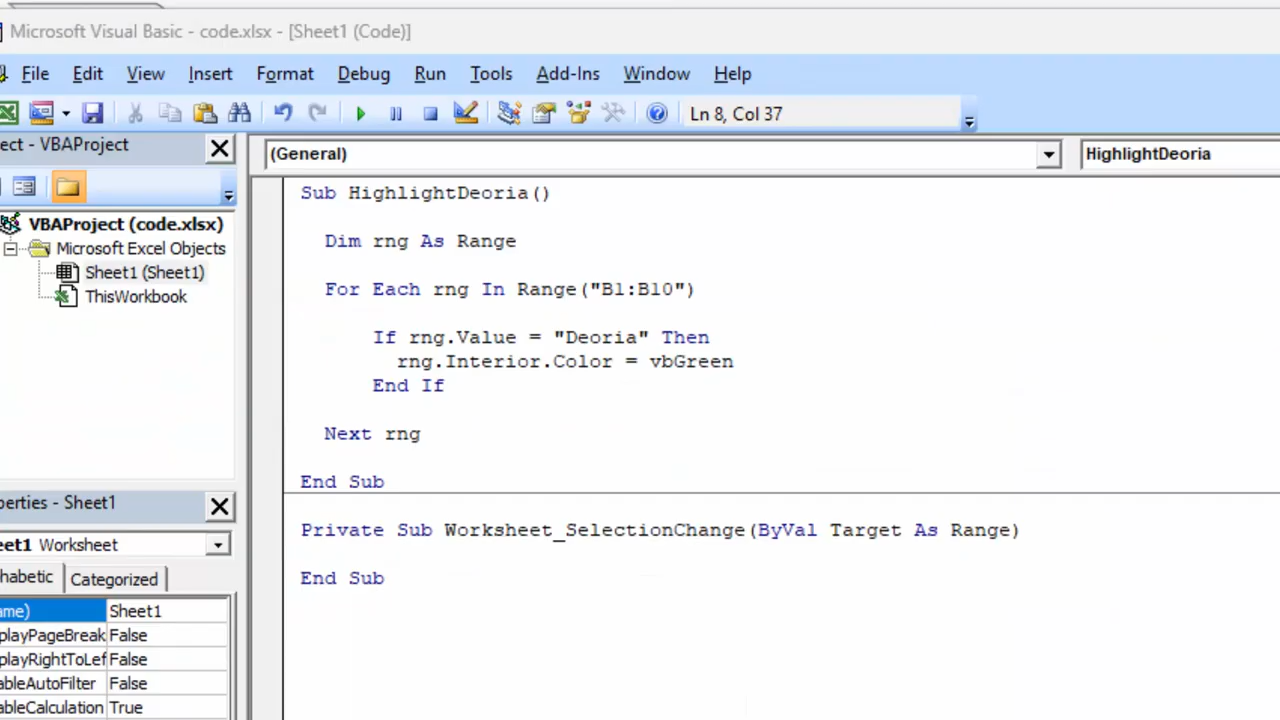 Microsoft Visual Basic - code.xlsx - [Sheet1 (Code)]
File Edit View Insert Format Debug Run Tools Add-Ins Window Help
Ln 8, Col 37
ect - VBAProject
(General) HighlightDeoria
VBAProject (code.xlsx)
Microsoft Excel Objects
Sheet1 (Sheet1)
ThisWorkbook
Sub HighlightDeoria()
Dim rng As Range
For Each rng In Range("B1:B10")
If rng.Value = "Deoria" Then
rng.Interior.Color = vbGreen
End If
Next rng
End Sub
Private Sub Worksheet_SelectionChange(ByVal Target As Range)
End Sub
perties - Sheet1
eet1 Worksheet
habetic Categorized
ame) Sheet1
playPageBreak False
playRightToLef False
ableAutoFilter False
ableCalculation True